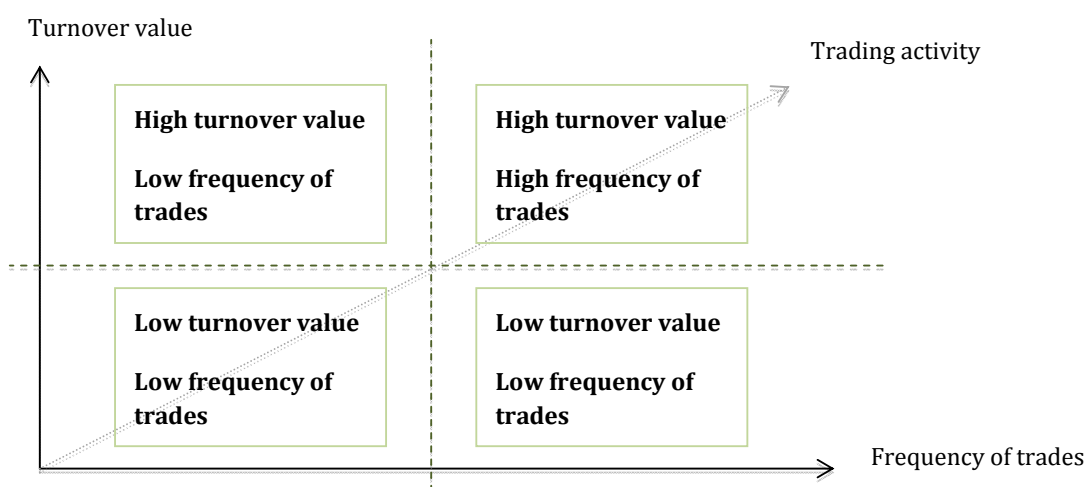 Turnover value
Trading activity
High turnover value
Low frequency of
trades
High turnover value
High frequency of
trades
Low turnover value
Low frequency of
trades
Low turnover value
Low frequency of
trades
Frequency of trades